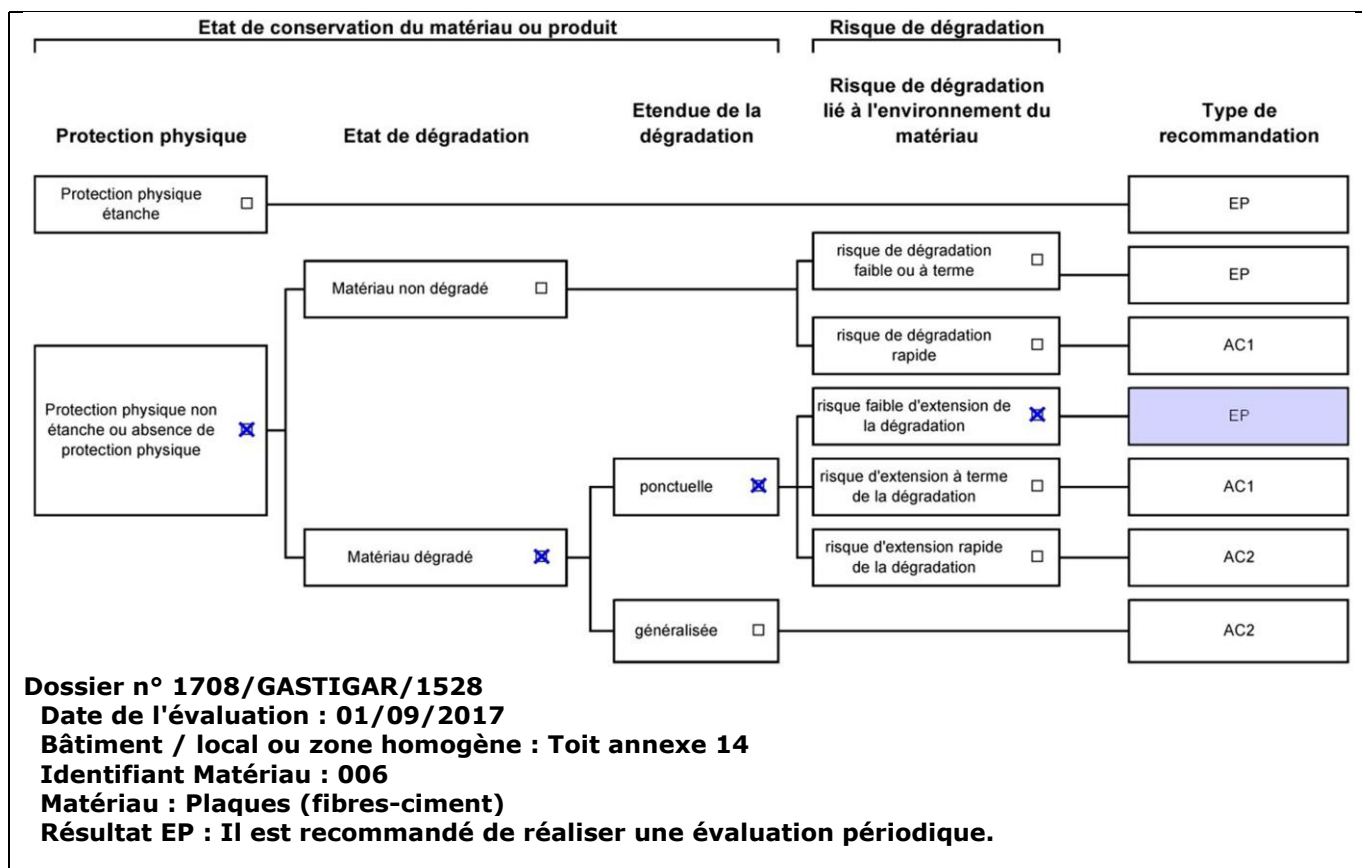 Etat de conservation du matériau ou produit
Risque de dégradation
Protection physique
Etat de dégradation
Etendue de la
dégradation
Risque de dégradation
lié à l'environnement du
matériau
Type de
recommandation
Protection physique
étanche
EP
Matériau non dégradé
risque de dégradation
faible ou à terme
EP
risque de dégradation
rapide
AC1
Protection physique non
étanche ou absence de
protection physique
risque faible d'extension de
la dégradation
EP
ponctuelle
risque d'extension à terme
de la dégradation
AC1
Matériau dégradé
risque d'extension rapide
de la dégradation
AC2
généralisée
AC2
Dossier n° 1708/GASTIGAR/1528
Date de l'évaluation : 01/09/2017
Bâtiment / local ou zone homogène : Toit annexe 14
Identifiant Matériau : 006
Matériau : Plaques (fibres-ciment)
Résultat EP : Il est recommandé de réaliser une évaluation périodique.